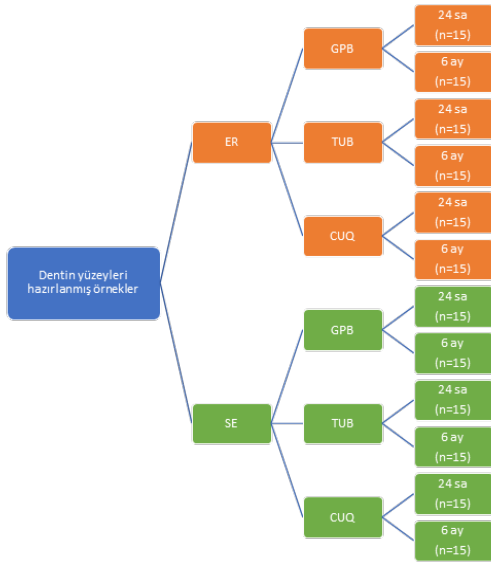 24 sa
(n=15)
GPB
6 ay
(n=15)
24 sa
(n=15)
ER
TUB
6 ay
(n=15)
24 sa
(n=15)
CUQ
6 ay
(n=15)
Dentin yüzeyleri
hazırlanmış örnekler
24 sa
(n=15)
GPB
6 ay
(n=15)
24 sa
(n=15)
SE
TUB
6 ay
(n=15)
24 sa
(n=15)
CUQ
6 ay
(n=15)